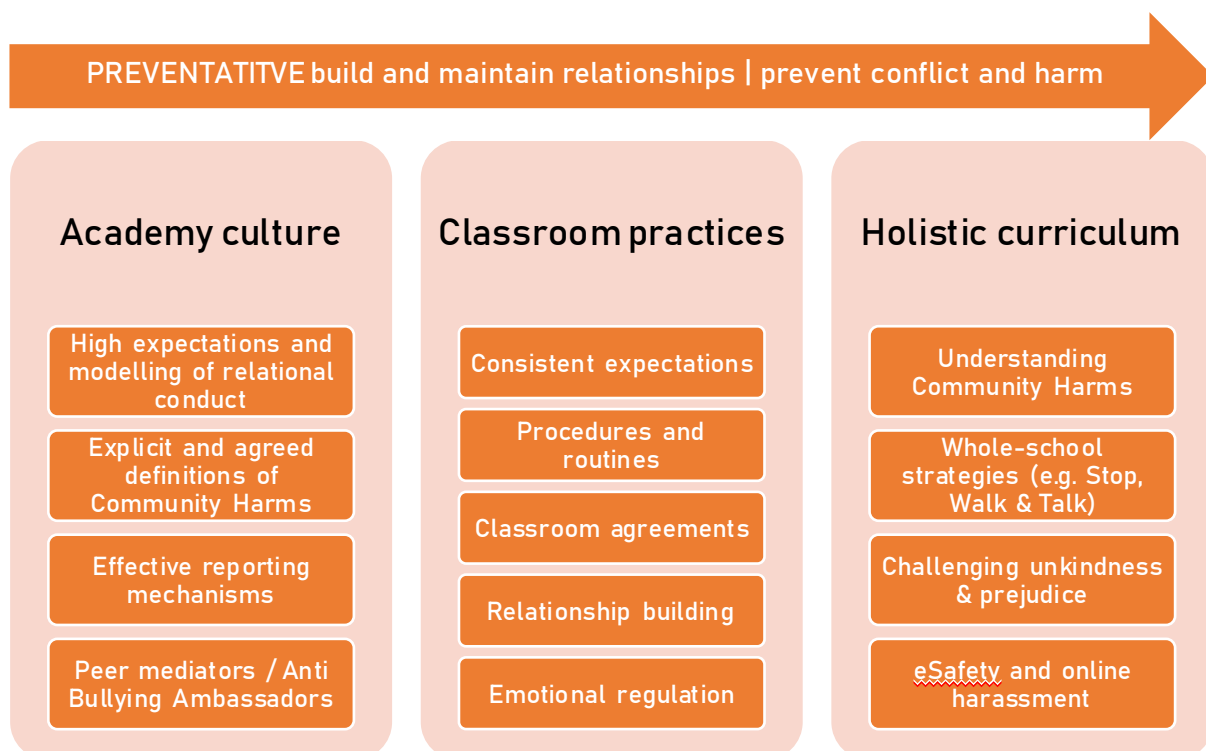 PREVENTATITVE build and maintain relationships | prevent conflict and harm
Academy culture
High expectations and
modelling of relational
conduct
Explicit and agreed
definitions of
Community Harms
Effective reporting
mechanisms
Peer mediators / Anti
Bullying Ambassadors
Classroom practices
Consistent expectations
Procedures and
routines
Classroom agreements
Relationship building
Emotional regulation
Holistic curriculum
Understanding
Community Harms
Whole-school
strategies (e.g. Stop,
Walk & Talk)
Challenging unkindness
& prejudice
eSafety and online
harassment